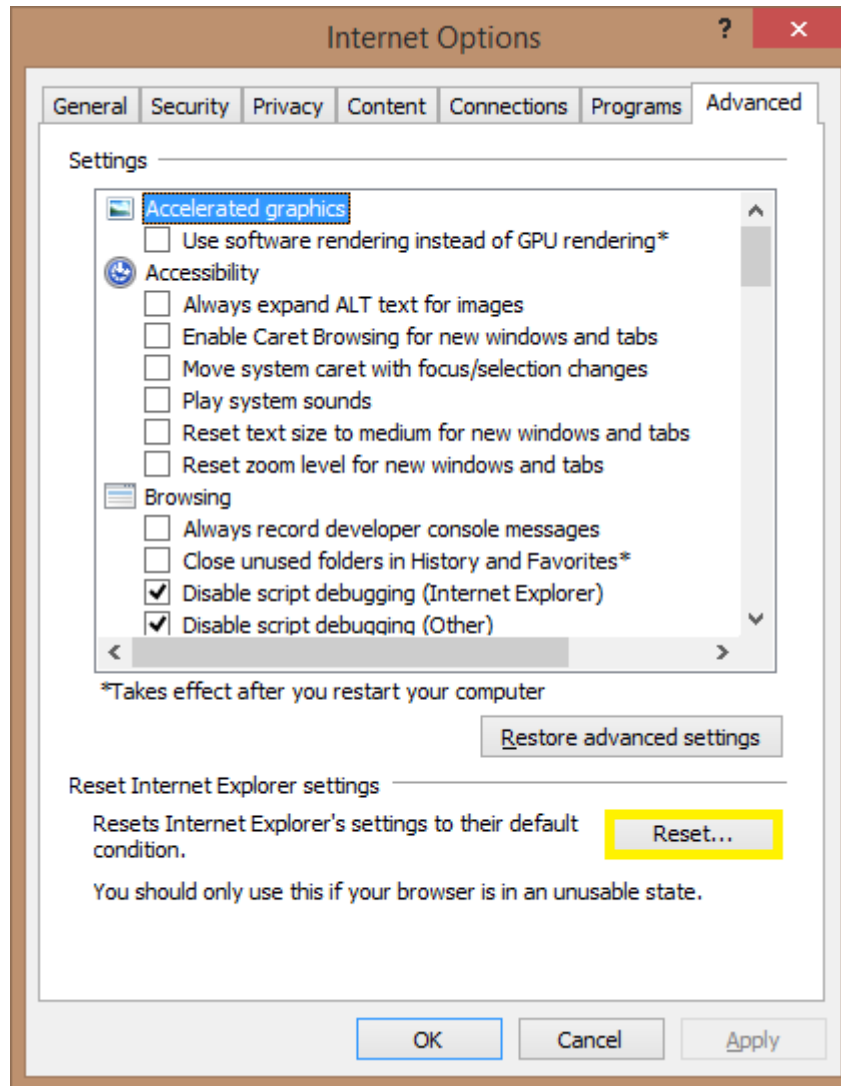 Internet Options
?
×
General Security Privacy Content Connections Programs Advanced
Settings
Accelerated graphics
Use software rendering instead of GPU rendering*
Accessibility
Always expand ALT text for images
Enable Caret Browsing for new windows and tabs
Move system caret with focus/selection changes
Play system sounds
Reset text size to medium for new windows and tabs
Reset zoom level for new windows and tabs
Browsing
Always record developer console messages
Close unused folders in History and Favorites*
Disable script debugging (Internet Explorer)
Disable script debugging (Other)
*Takes effect after you restart your computer
Restore advanced settings
Reset Internet Explorer settings
Resets Internet Explorer's settings to their default
condition.
Reset...
You should only use this if your browser is in an unusable state.
OK Cancel Apply